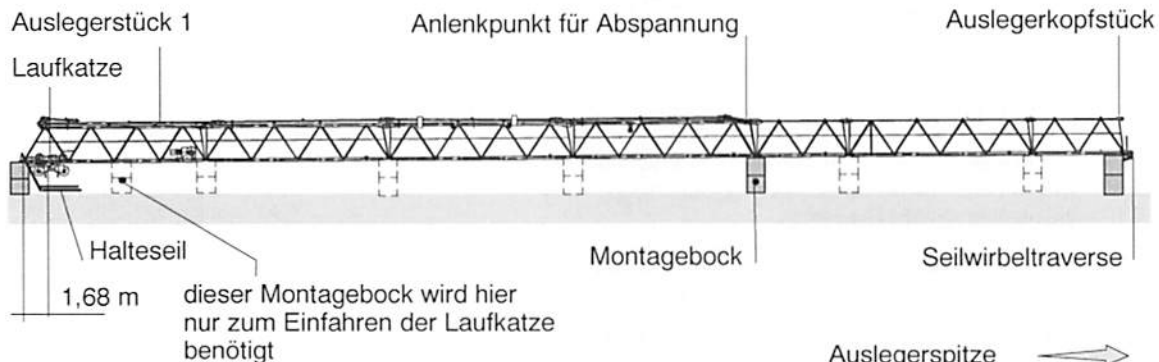 Auslegerstück 1
Anlenkpunkt für Abspannung
Auslegerkopfstück
Laufkatze
Halteseil
Montagebock
Seilwirbeltraverse
1,68 m
dieser Montagebock wird hier
nur zum Einfahren der Laufkatze
benötigt
Auslegerspitze